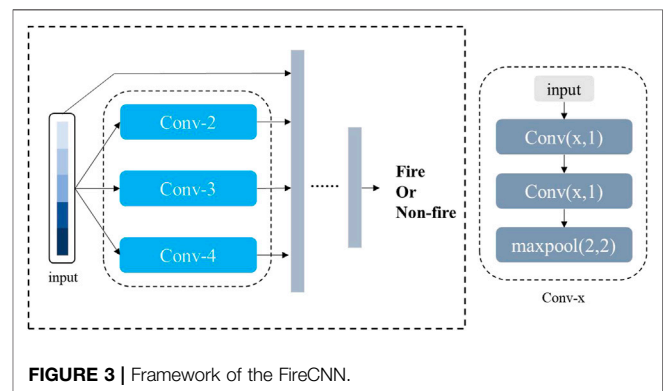 Conv-2
Conv-3
Conv-4
input
......
Fire
Or
Non-fire
input
Conv(x,1)
Conv(x,1)
maxpool(2,2)
Conv-x
FIGURE 3 | Framework of the FireCNN.